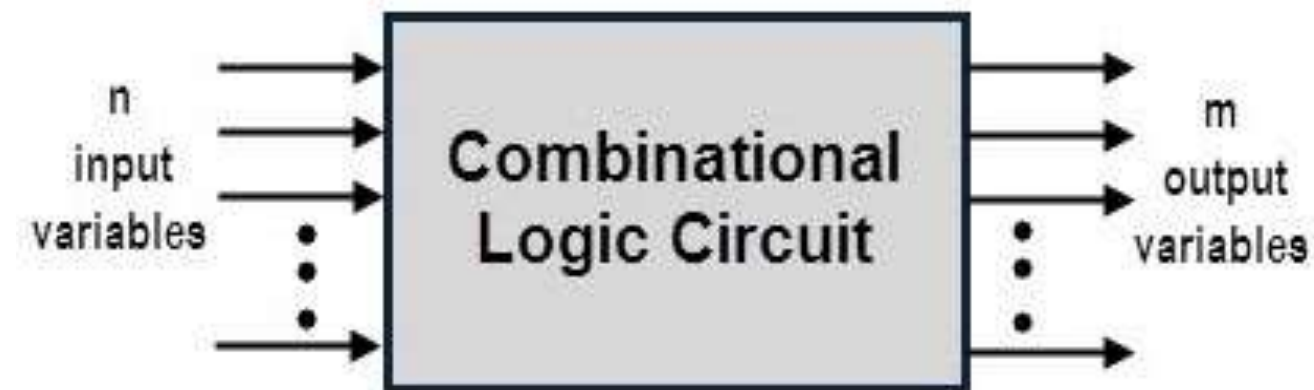 n
input
variables
Combinational
Logic Circuit
m
output
variables